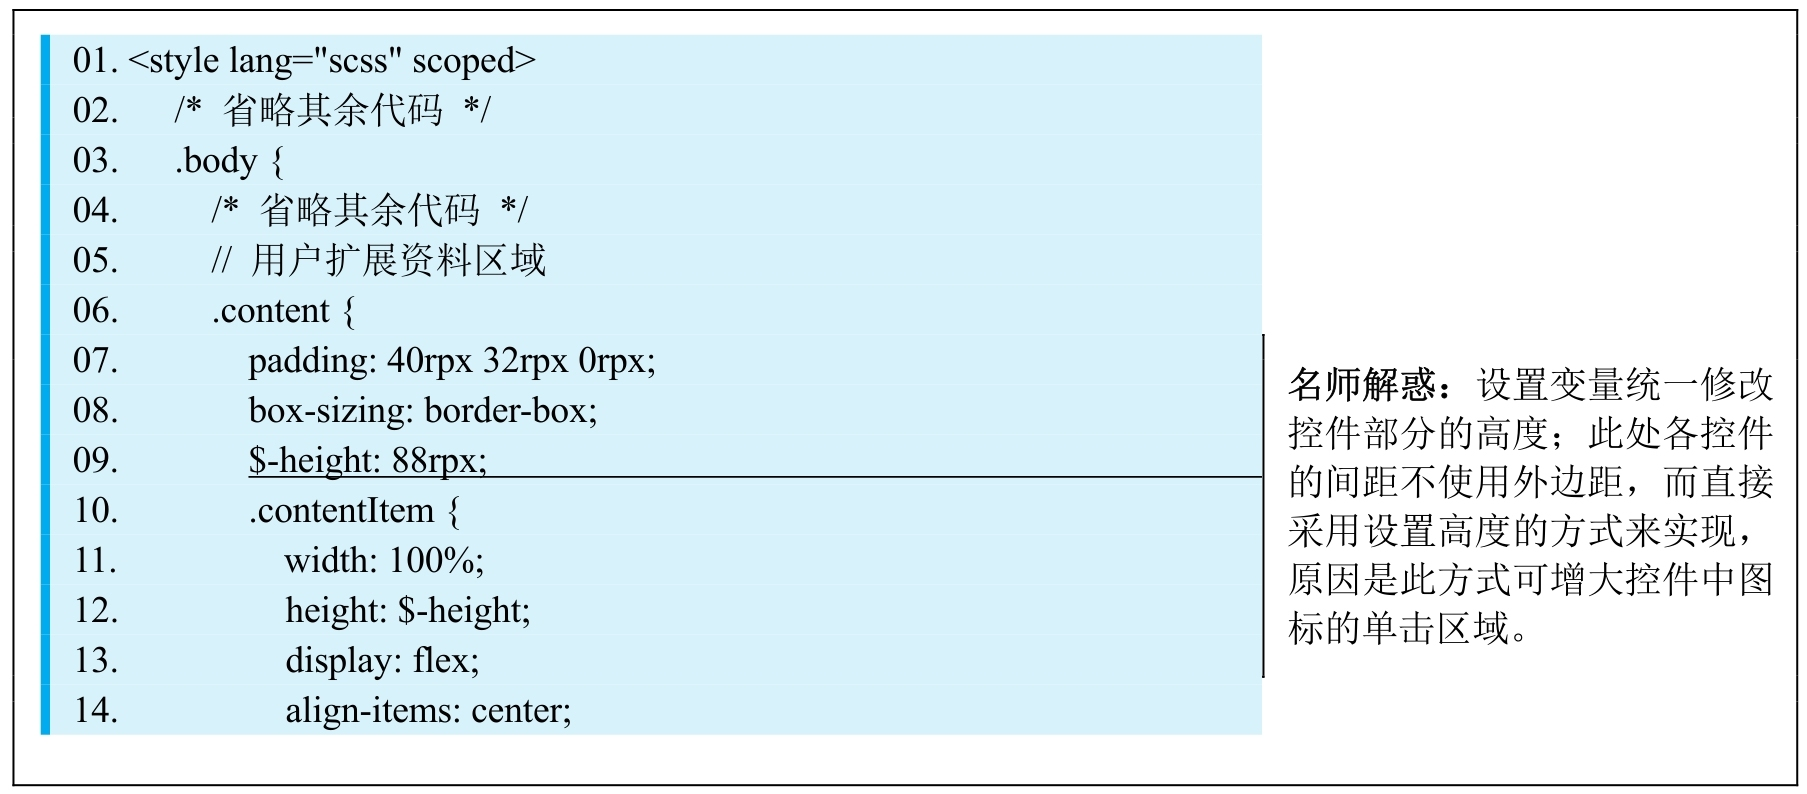 01. <style lang="scss" scoped>
02. /* 省略其余代码 */
03. .body {
04. /* 省略其余代码 */
05. // 用户扩展资料区域
06. .content {
07. padding: 40rpx 32rpx 0rpx;
08. box-sizing: border-box;
09. $-height: 88rpx;
10. .contentItem {
11. width: 100%;
12. height: $-height;
13. display: flex;
14. align-items: center;
名师解惑：设置变量统一修改
控件部分的高度；此处各控件
的间距不使用外边距，而直接
采用设置高度的方式来实现，
原因是此方式可增大控件中图
标的单击区域。